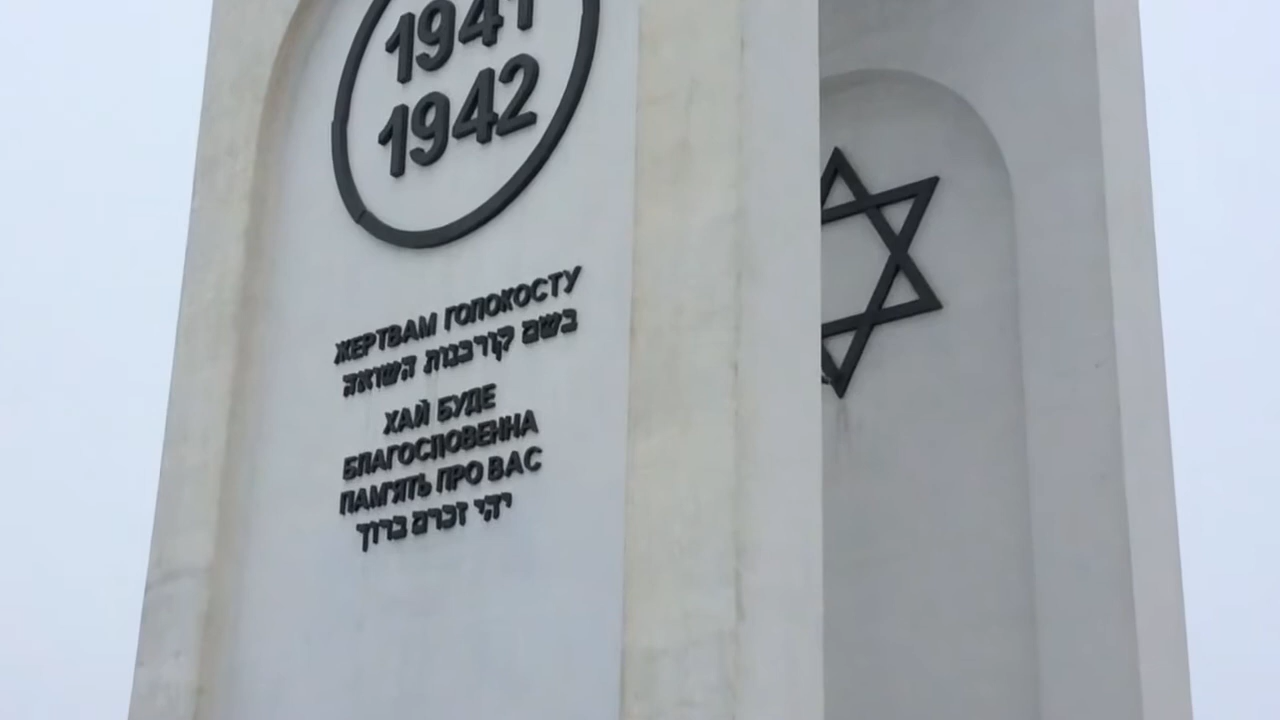 1941
1942
ЖЕРТВАМ ГОЛОКОСТУ
בשם קורבנות השואה
ХАЙ БУДЕ
БЛАГОСЛОВЕННА
ПАМ'ЯТЬ ПРО ВАС
יהי זכרם ברוך